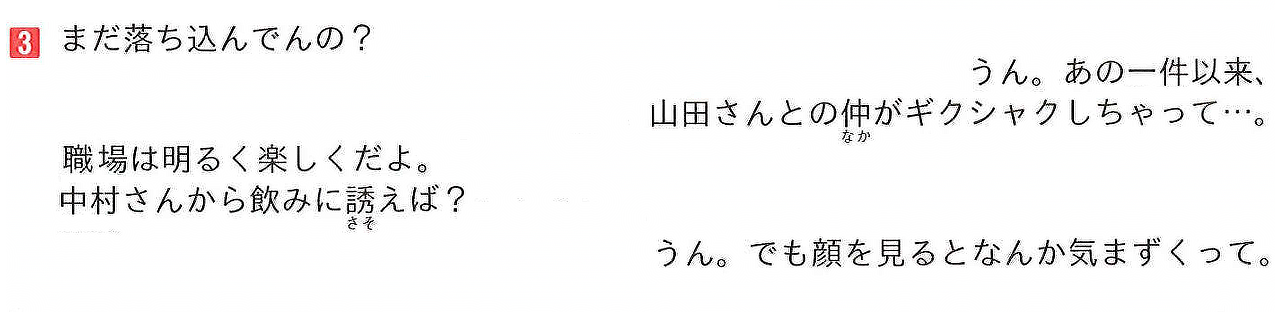 3 まだ落ち込んでんの？
うん。あの一件以来、
山田さんとの仲がギクシャクしちゃって…。
なか
職場は明るく楽しくだよ。
中村さんから飲みに誘えば？
さそ
うん。でも顔を見るとなんか気まずくって。